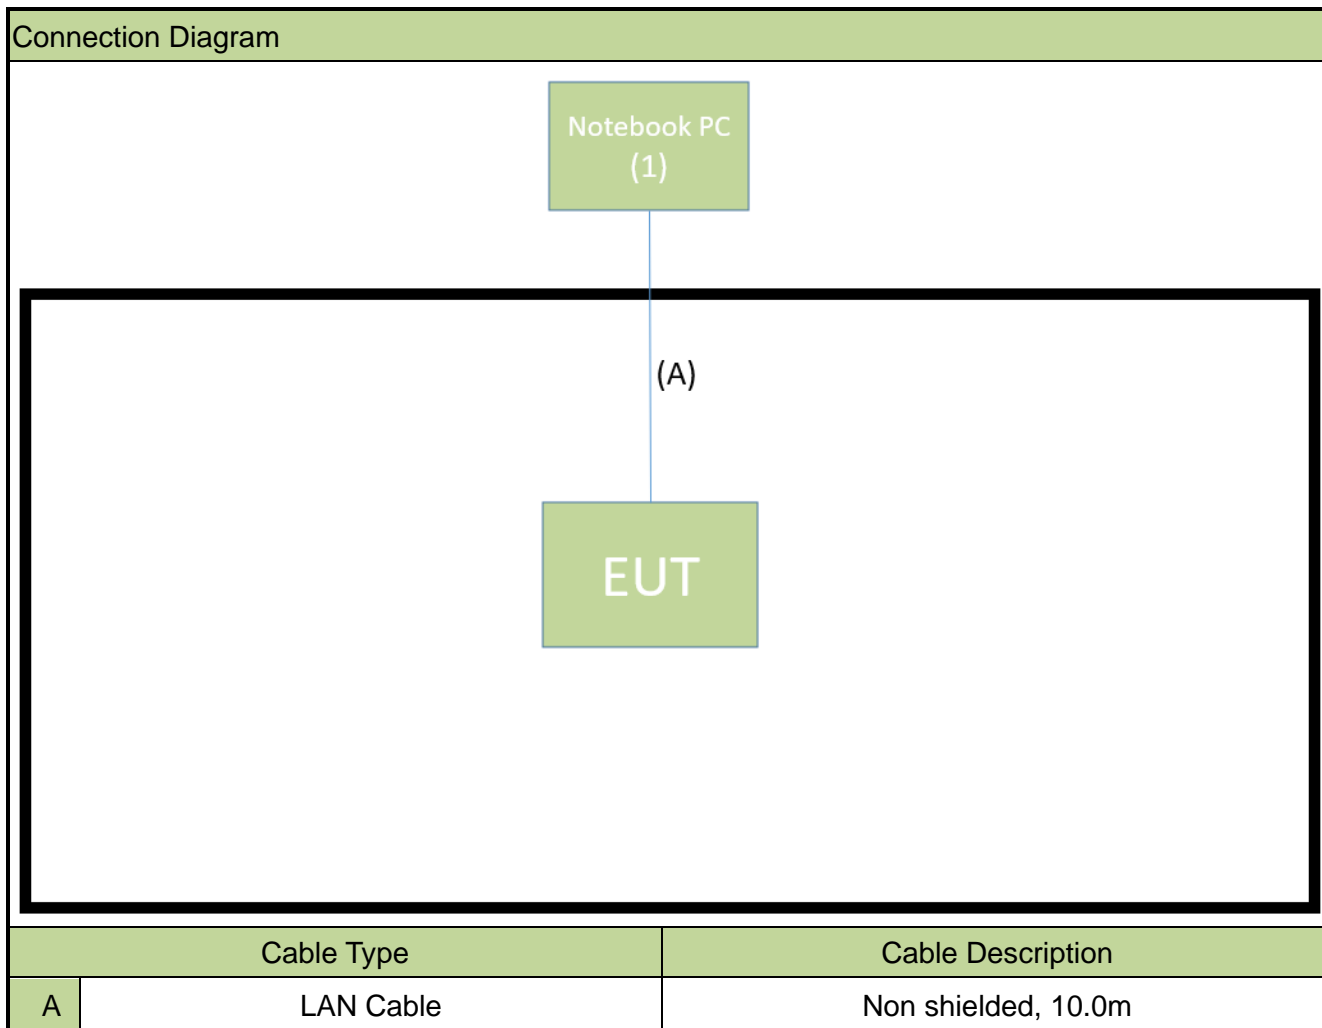 Connection Diagram
Notebook PC
(1)
(A)
EUT
Cable Type Cable Description
A LAN Cable Non shielded, 10.0m